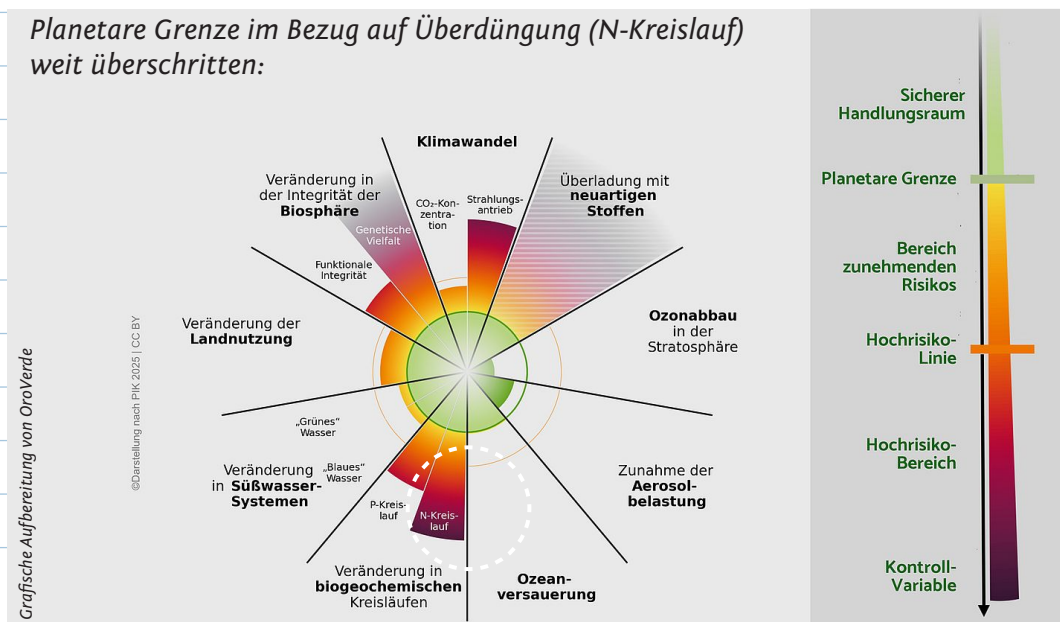 Planetare Grenze im Bezug auf Überdüngung (N-Kreislauf)
weit überschritten:
Klimawandel
CO₂-Kon-
zentra-
tion
Strahlungs-
antrieb
Überladung mit
neuartigen
Stoffen
Ozonabbau
in der
Stratosphäre
Zunahme der
Aerosol-
belastung
Ozean-
versauerung
Veränderung in
biogeochemischen
Kreisläufen
P-Kreis-
lauf
N-Kreis-
lauf
Veränderung
in Süßwasser-
Systemen
„Grünes“
Wasser
„Blaues“
Wasser
Veränderung der
Landnutzung
Veränderung in
der Integrität der
Biosphäre
Genetische
Vielfalt
Funktionale
Integrität
©Darstellung nach PIK 2025 | CC BY
Grafische Aufbereitung von OroVerde
Sicherer
Handlungsraum
Planetare Grenze
Bereich
zunehmenden
Risikos
Hochrisiko-
Linie
Hochrisiko-
Bereich
Kontroll-
Variable